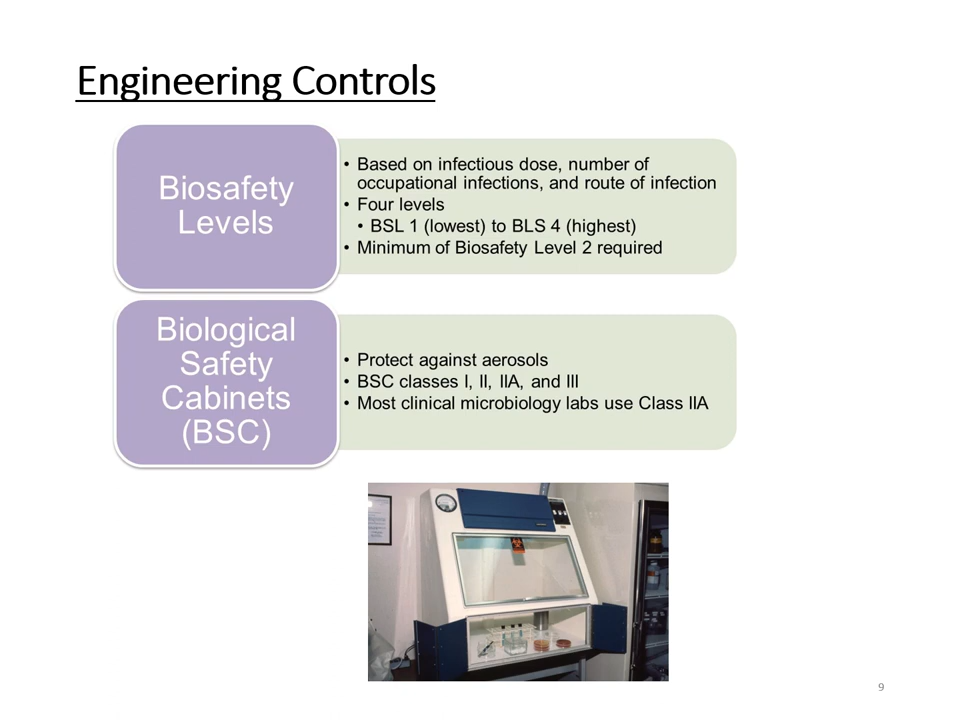 Engineering Controls
Biosafety
Levels
• Based on infectious dose, number of
occupational infections, and route of infection
• Four levels
• BSL 1 (lowest) to BLS 4 (highest)
• Minimum of Biosafety Level 2 required
Biological
Safety
Cabinets
(BSC)
• Protect against aerosols
• BSC classes I, II, IIA, and III
• Most clinical microbiology labs use Class IIA
9